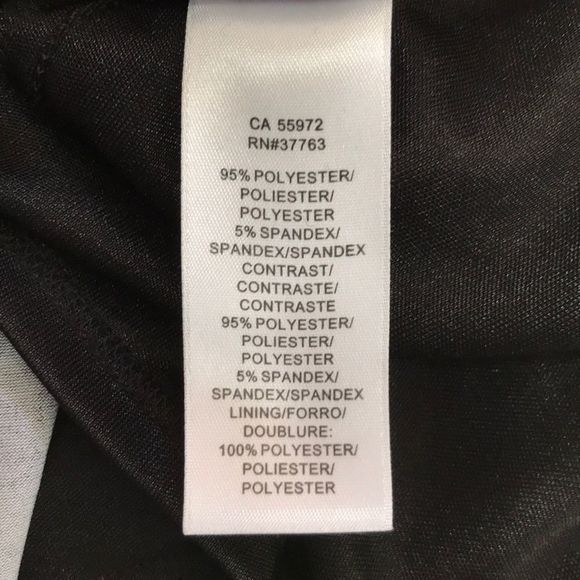 CA 55972
RN#37763
95% POLYESTER/
POLIESTER/
POLYESTER
5% SPANDEX/
SPANDEX/SPANDEX
CONTRAST/
CONTRASTE/
CONTRASTE
95% POLYESTER/
POLIESTER/
POLYESTER
5% SPANDEX/
SPANDEX/SPANDEX
LINING/FORRO/
DOUBLURE:
100% POLYESTER/
POLIESTER/
POLYESTER